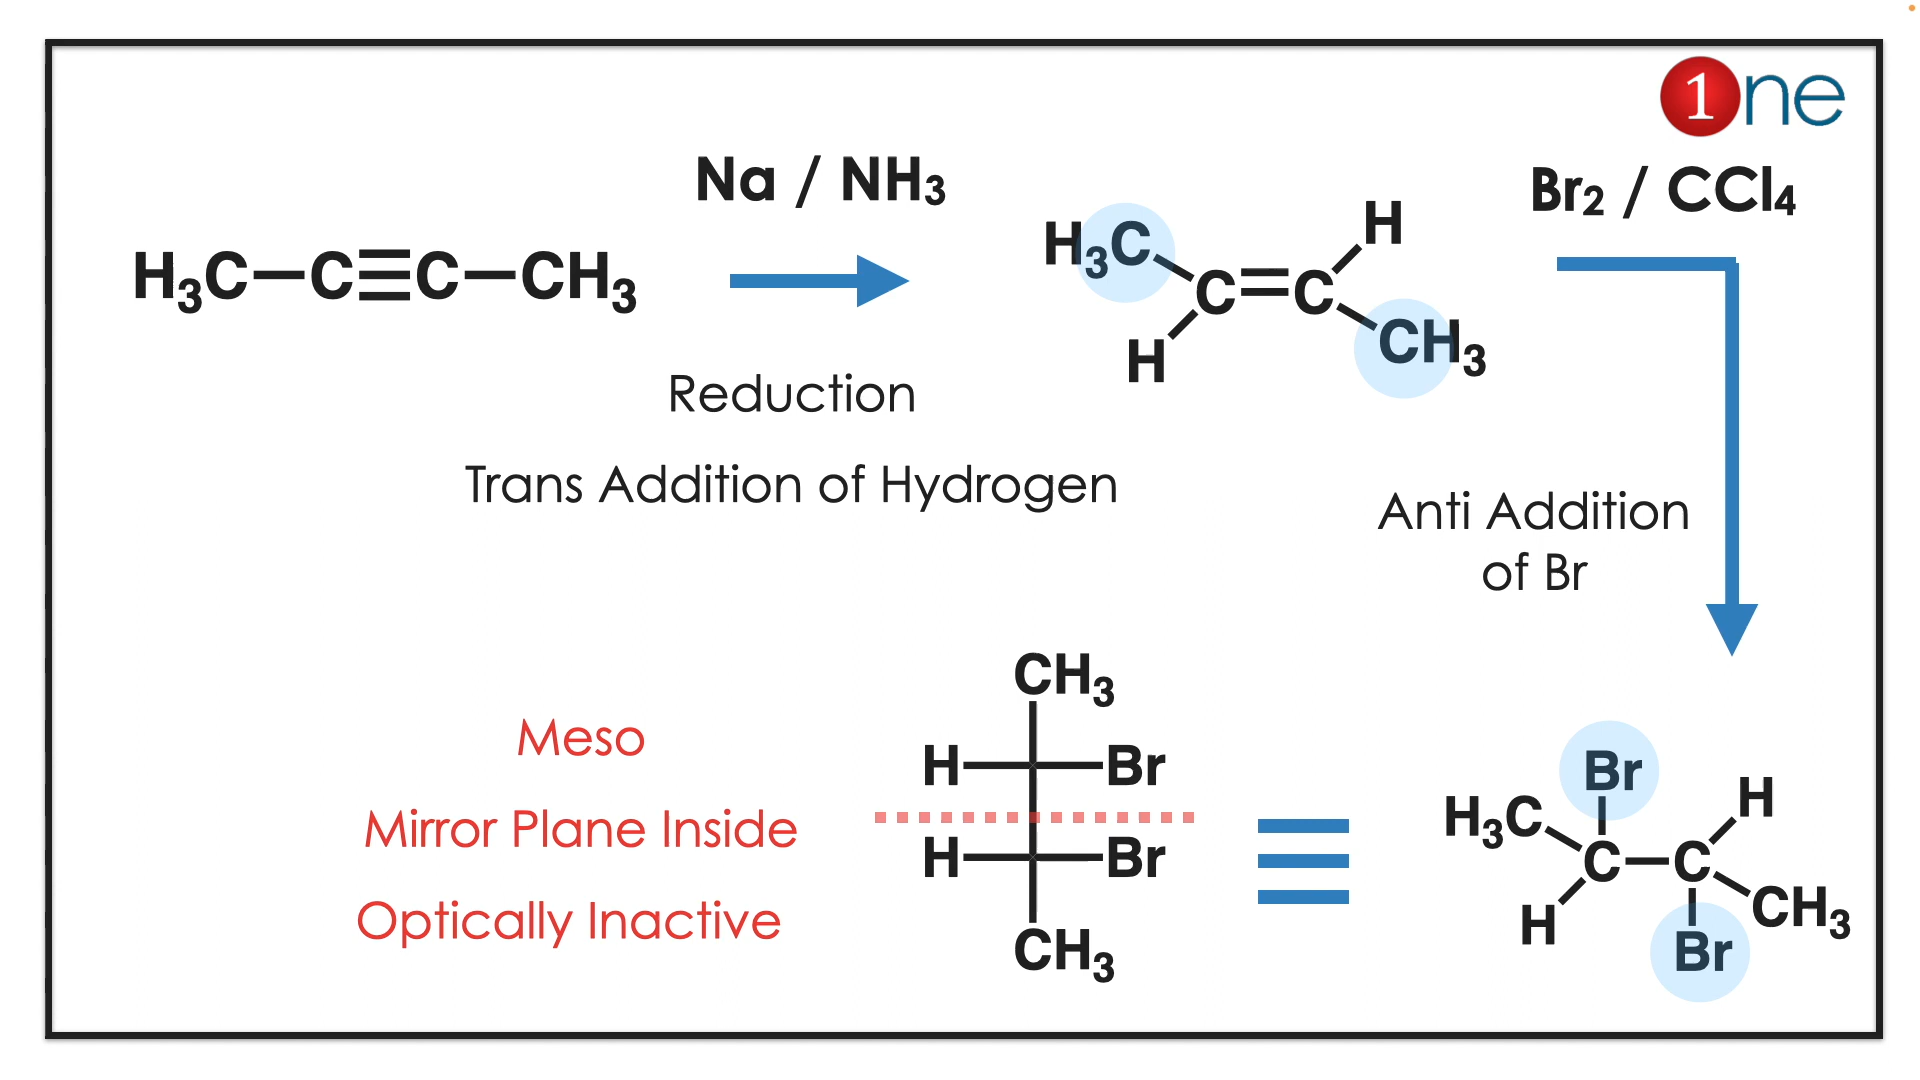 1ne
Na / NH₃
Br₂ / CCl₄
H₃C—C≡C—CH₃
H₃C H
C=C
H CH₃
Reduction
Trans Addition of Hydrogen
Anti Addition
of Br
CH₃
H Br
H Br
CH₃
Meso
Mirror Plane Inside
Optically Inactive
Br
H₃C H
C—C
H CH₃
Br